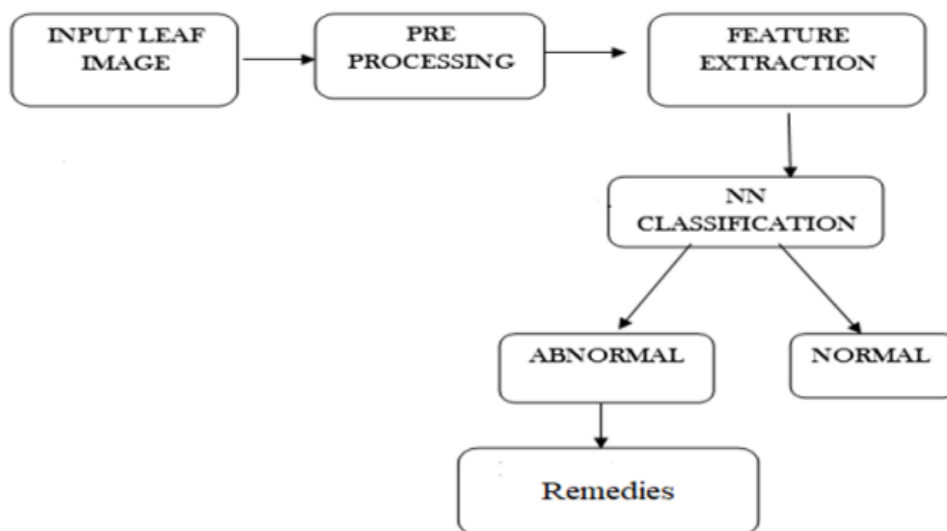 INPUT LEAF
IMAGE
PRE
PROCESSING
FEATURE
EXTRACTION
NN
CLASSIFICATION
ABNORMAL
NORMAL
Remedies